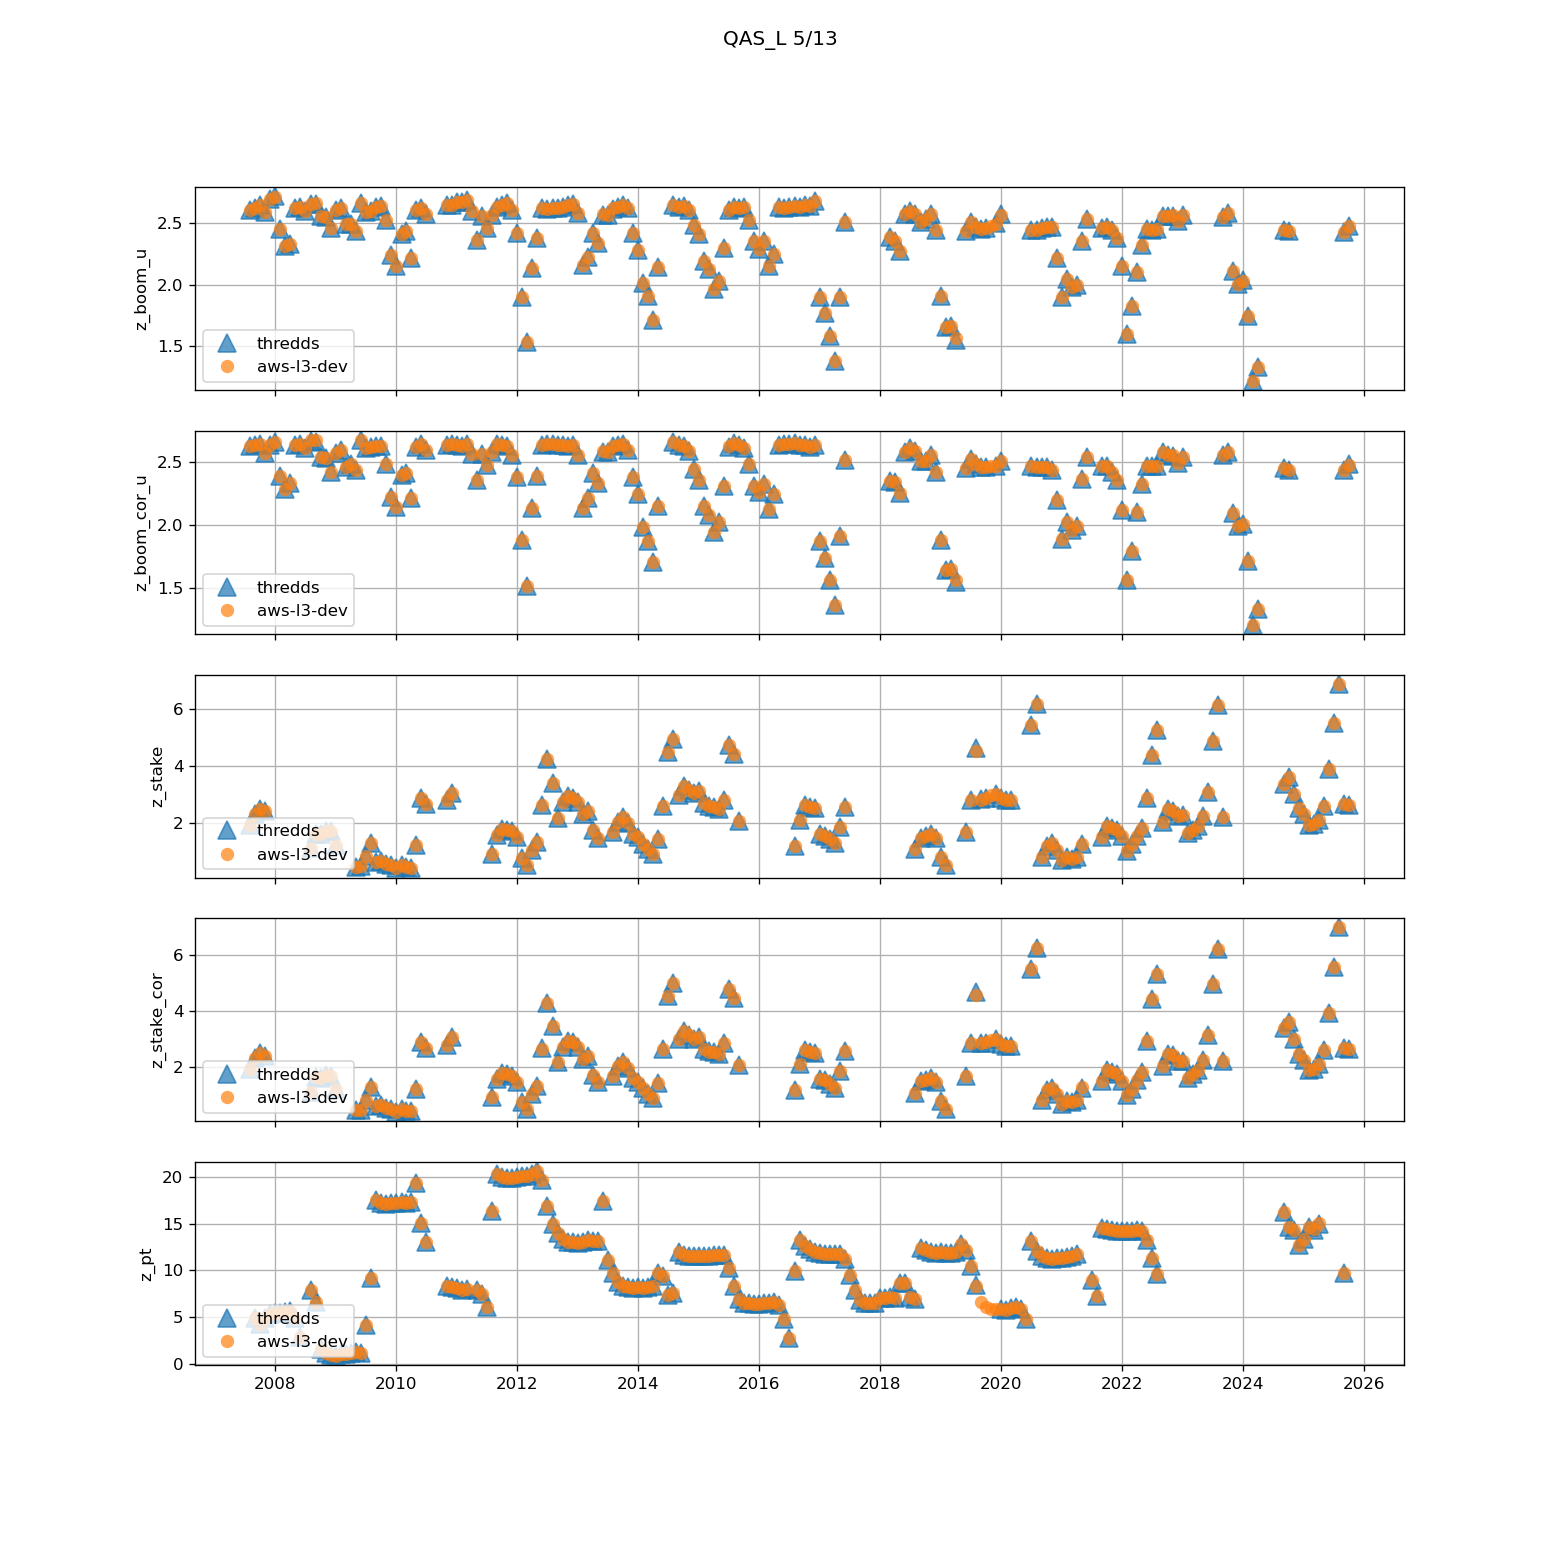 QAS_L 5/13
2.5
2.0
1.5
z_boom_u
thredds
aws-l3-dev
2.5
2.0
1.5
z_boom_cor_u
thredds
aws-l3-dev
6
4
2
z_stake
thredds
aws-l3-dev
6
4
2
z_stake_cor
thredds
aws-l3-dev
20
15
10
5
0
z_pt
thredds
aws-l3-dev
2008 2010 2012 2014 2016 2018 2020 2022 2024 2026